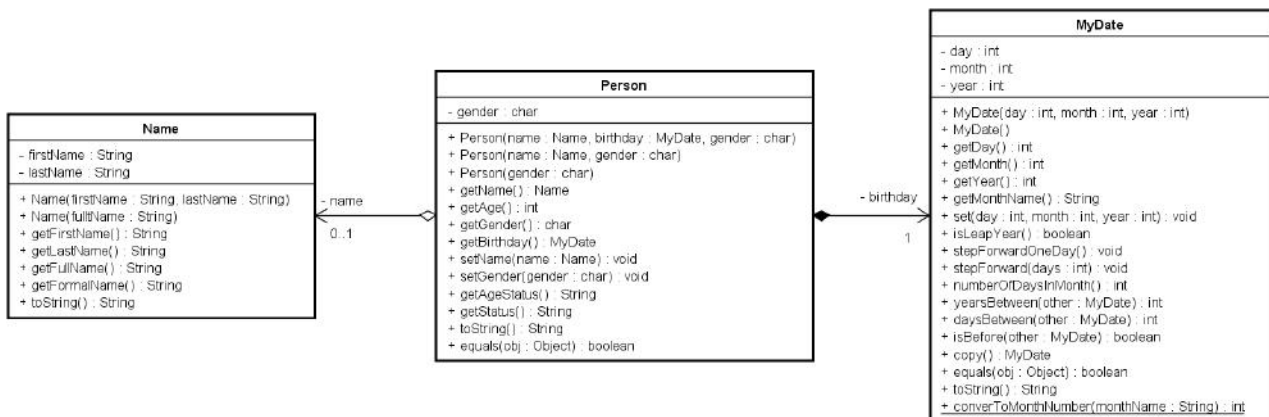 Name
- firstName : String
- lastName : String
+ Name(firstName : String, lastName : String)
+ Name(fulltName : String)
+ getFirstName() : String
+ getLastName() : String
+ getFullName() : String
+ getFormalName() : String
+ toString() : String
- name
0..1
Person
- gender : char
+ Person(name : Name, birthday : MyDate, gender : char)
+ Person(name : Name, gender : char)
+ Person(gender : char)
+ getName() : Name
+ getAge() : int
+ getGender() : char
+ getBirthday() : MyDate
+ setName(name : Name) : void
+ setGender(gender : char) : void
+ getAgeStatus() : String
+ getStatus() : String
+ toString() : String
+ equals(obj : Object) : boolean
- birthday
1
MyDate
- day : int
- month : int
- year : int
+ MyDate(day : int, month : int, year : int)
+ MyDate()
+ getDay() : int
+ getMonth() : int
+ getYear() : int
+ getMonthName() : String
+ set(day : int, month : int, year : int) : void
+ isLeapYear() : boolean
+ stepForwardOneDay() : void
+ stepForward(days : int) : void
+ numberOfDaysInMonth() : int
+ yearsBetween(other : MyDate) : int
+ daysBetween(other : MyDate) : int
+ isBefore(other : MyDate) : boolean
+ copy() : MyDate
+ equals(obj : Object) : boolean
+ toString() : String
+ converToMonthNumber(monthName : String) : int